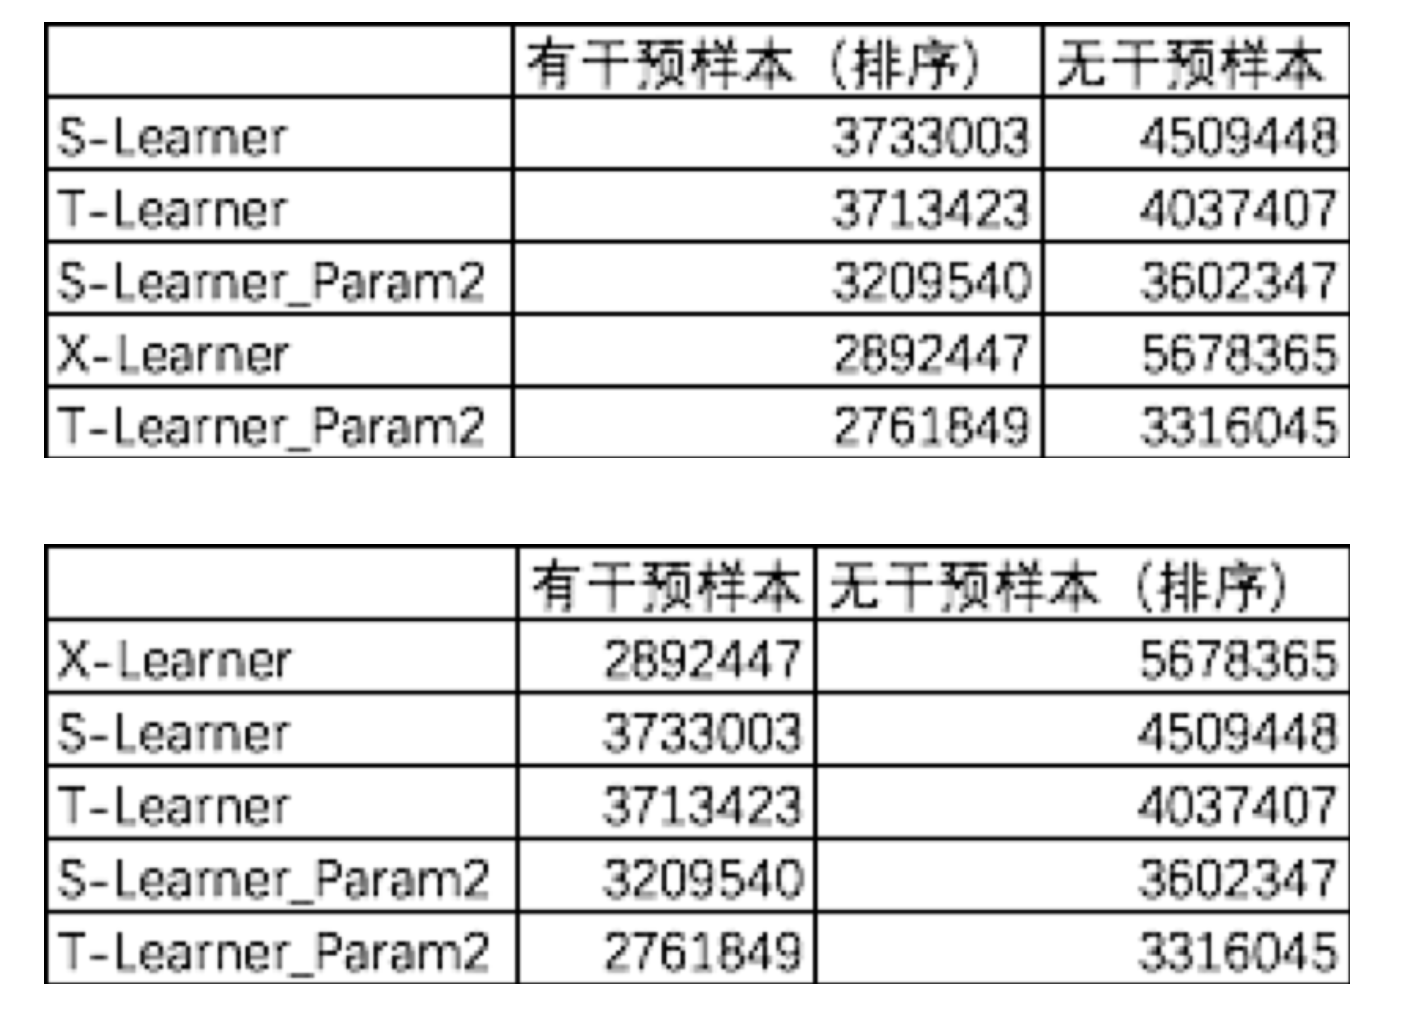 有干预样本（排序） 无干预样本
S-Learner 3733003 4509448
T-Learner 3713423 4037407
S-Learner_Param2 3209540 3602347
X-Learner 2892447 5678365
T-Learner_Param2 2761849 3316045
有干预样本 无干预样本（排序）
X-Learner 2892447 5678365
S-Learner 3733003 4509448
T-Learner 3713423 4037407
S-Learner_Param2 3209540 3602347
T-Learner_Param2 2761849 3316045